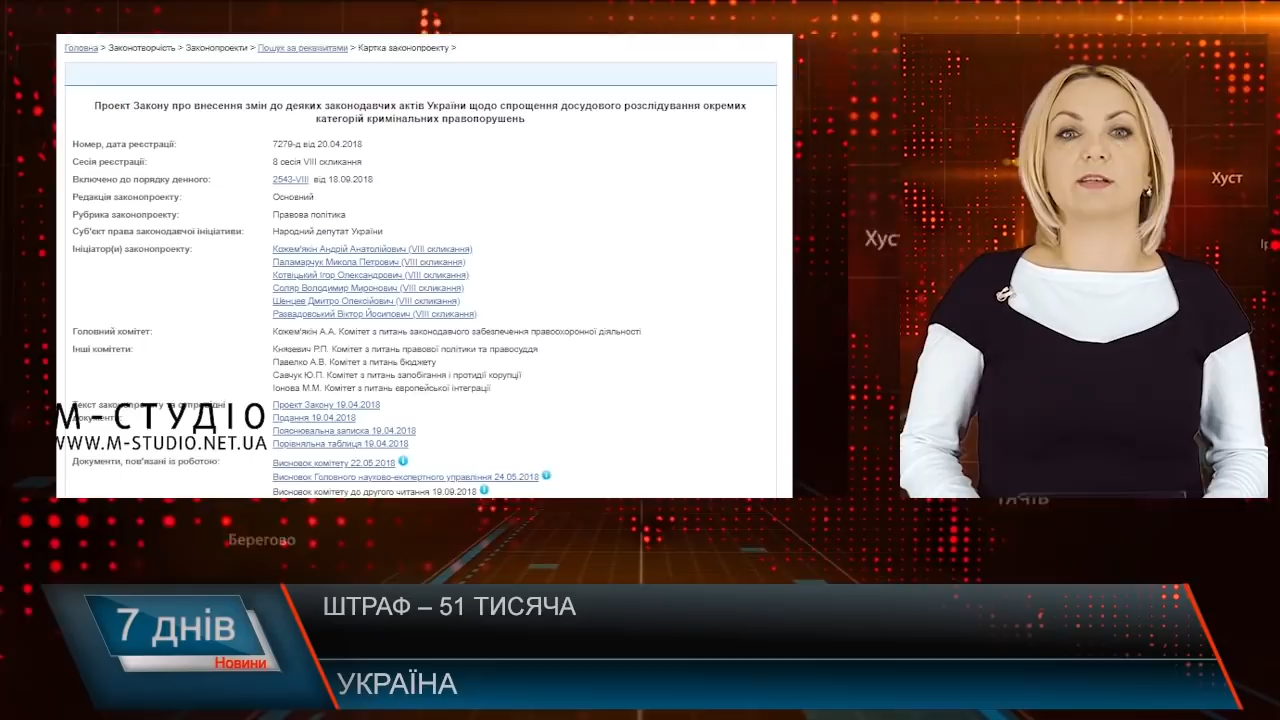 Головна > Законотворчість > Законопроекти > Пошук за реквізитами > Картка законопроекту >
Проект Закону про внесення змін до деяких законодавчих актів України щодо спрощення досудового розслідування окремих
категорій кримінальних правопорушень
Номер, дата реєстрації: 7279-д від 20.04.2018
Сесія реєстрації: 8 сесія VIII скликання
Включено до порядку денного: 2543-VIII від 18.09.2018
Редакція законопроекту: Основний
Рубрика законопроекту: Правова політика
Суб'єкт права законодавчої ініціативи: Народний депутат України
Ініціатор(и) законопроекту: Кожем'якін Андрій Анатолійович (VIII скликання)
Паламарчук Микола Петрович (VIII скликання)
Котвіцький Ігор Олександрович (VIII скликання)
Соляр Володимир Миронович (VIII скликання)
Шенцев Дмитро Олексійович (VIII скликання)
Развадовський Віктор Йосипович (VIII скликання)
Головний комітет: Кожем'якін А.А. Комітет з питань законодавчого забезпечення правоохоронної діяльності
Інші комітети: Князевич Р.П. Комітет з питань правової політики та правосуддя
Павелко А.В. Комітет з питань бюджету
Савчук Ю.П. Комітет з питань запобігання і протидії корупції
Іонова М.М. Комітет з питань європейської інтеграції
Текст законопроекту та супровідні документи: Проект Закону 19.04.2018
Подання 19.04.2018
Пояснювальна записка 19.04.2018
Порівняльна таблиця 19.04.2018
Документи, пов'язані із роботою: Висновок комітету 22.05.2018
Висновок Головного науково-експертного управління 24.05.2018
Висновок комітету до другого читання 19.09.2018
М-СТУДІО
WWW.M-STUDIO.NET.UA
Хуст
Хус
Берегово
7 днів
Новини
ШТРАФ – 51 ТИСЯЧА
УКРАЇНА